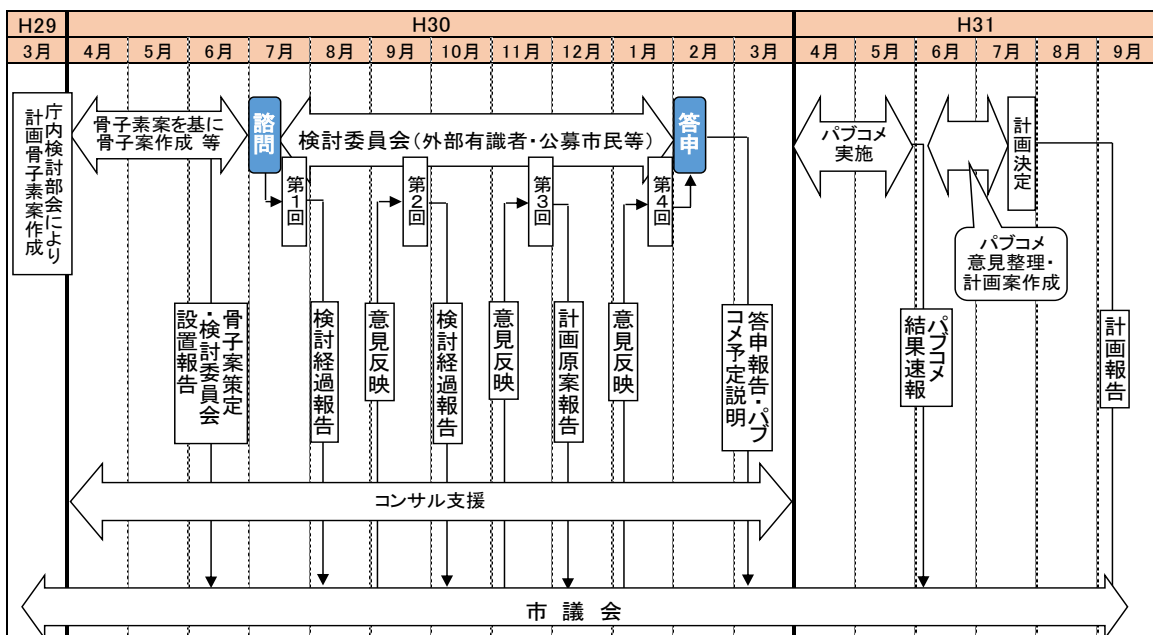 H29
H30
H31
3月
4月
5月
6月
7月
8月
9月
10月
11月
12月
1月
2月
3月
4月
5月
6月
7月
8月
9月
庁内検討部会により
計画骨子素案作成
骨子素案を基に
骨子案作成 等
諮問
検討委員会(外部有識者・公募市民等)
答申
第1回
第2回
第3回
第4回
パブコメ
実施
計画決定
パブコメ
意見整理・
計画案作成
骨子案策定
・検討委員会
設置報告
検討経過報告
意見反映
検討経過報告
意見反映
計画原案報告
意見反映
答申報告・パブ
コメ予定説明
パブコメ
結果速報
計画報告
コンサル支援
市議会